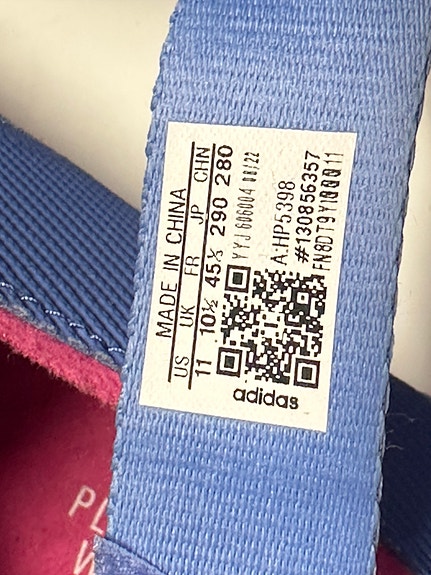 MADE IN CHINA
US UK FR JP CHN
11 10½ 45⅓ 290 280
YYJ 606004 08/22
A:HP5398
#130856357
adidas
PL